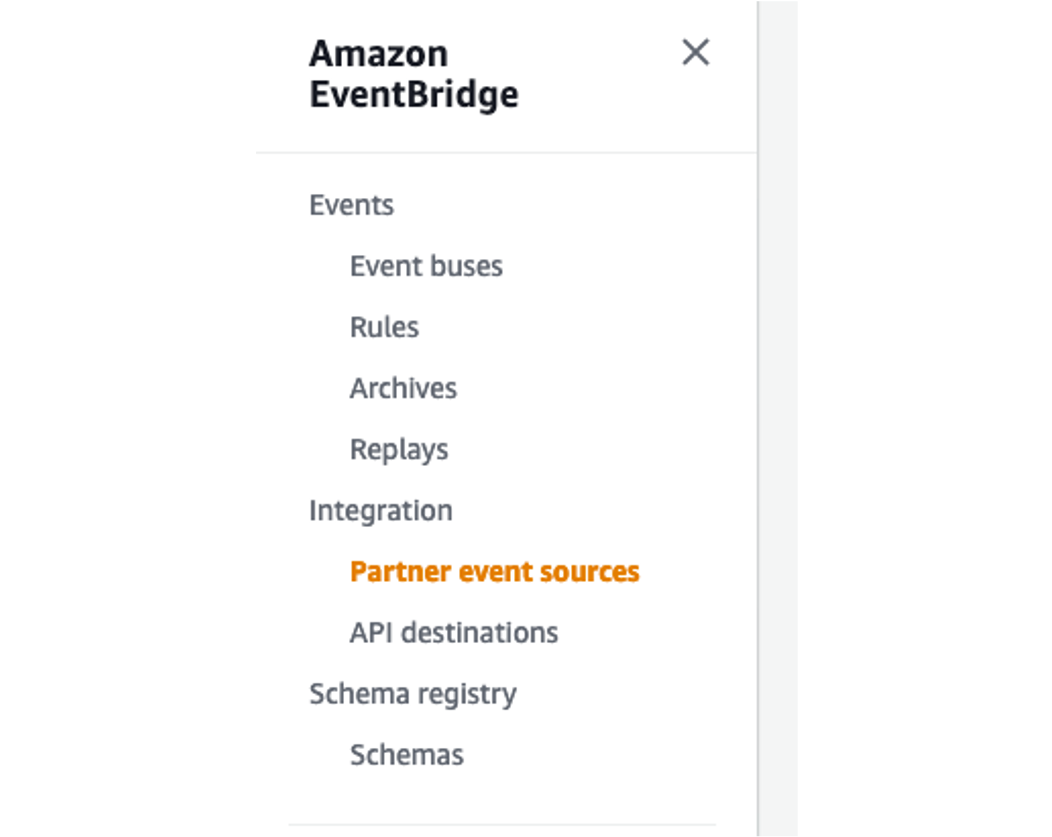 Amazon
EventBridge
Events
Event buses
Rules
Archives
Replays
Integration
Partner event sources
API destinations
Schema registry
Schemas